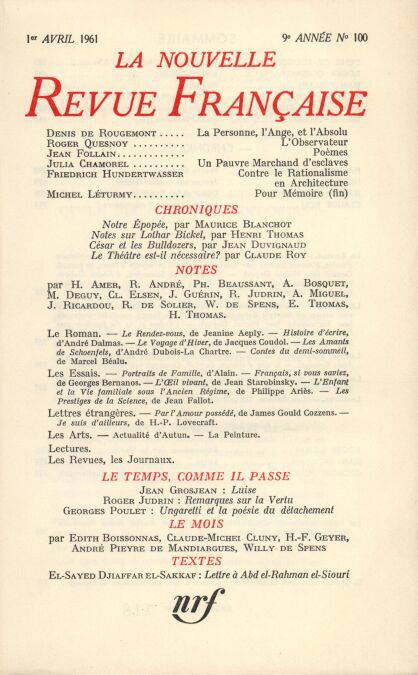 1er AVRIL 1961 9e ANNÉE No 100
LA NOUVELLE
REVUE FRANÇAISE
DENIS DE ROUGEMONT ..... La Personne, l'Ange, et l'Absolu
ROGER QUESNOY .......... L'Observateur
JEAN FOLLAIN............. Poèmes
JULIA CHAMOREL .......... Un Pauvre Marchand d'esclaves
FRIEDRICH HUNDERTWASSER Contre le Rationalisme
en Architecture
MICHEL LÉTURMY.......... Pour Mémoire (fin)
CHRONIQUES
Notre Épopée, par MAURICE BLANCHOT
Notes sur Lothar Bickel, par HENRI THOMAS
César et les Bulldozers, par JEAN DUVIGNAUD
Le Théâtre est-il nécessaire? par CLAUDE ROY
NOTES
par H. AMER, R. ANDRÉ, PH. BEAUSSANT, A. BOSQUET,
M. DEGUY, CL. ELSEN, J. GUÉRIN, R. JUDRIN, A. MIGUEL,
J. RICARDOU, R. DE SOLIER, W. DE SPENS, E. THOMAS,
H. THOMAS.
Le Roman. — Le Rendez-vous, de Jeanine Aeply. — Histoire d'écrire,
d'André Dalmas. — Le Voyage d'Hiver, de Jacques Coudol. — Les Amants
de Schoenfels, d'André Dubois-La Chartre. — Contes du demi-sommeil,
de Marcel Béalu.
Les Essais. — Portraits de Famille, d'Alain. — Français, si vous saviez,
de Georges Bernanos. — L'Œil vivant, de Jean Starobinsky. — L'Enfant
et la Vie familiale sous l'Ancien Régime, de Philippe Ariès. — Les
Prestiges de la Science, de Jean Fallot.
Lettres étrangères. — Par l'Amour possédé, de James Gould Cozzens. —
Je suis d'ailleurs, de H.-P. Lovecraft.
Les Arts. — Actualité d'Autun. — La Peinture.
Lectures.
Les Revues, les Journaux.
LE TEMPS, COMME IL PASSE
JEAN GROSJEAN : Luise
ROGER JUDRIN : Remarques sur la Vertu
GEORGES POULET : Ungaretti et la poésie du détachement
LE MOIS
par EDITH BOISSONNAS, CLAUDE-MICHEL CLUNY, H.-F. GEYER,
ANDRÉ PIEYRE DE MANDIARGUES, WILLY DE SPENS
TEXTES
EL-SAYED DJIAFFAR EL-SAKKAF : Lettre à Abd el-Rahman el-Siouri
nrf